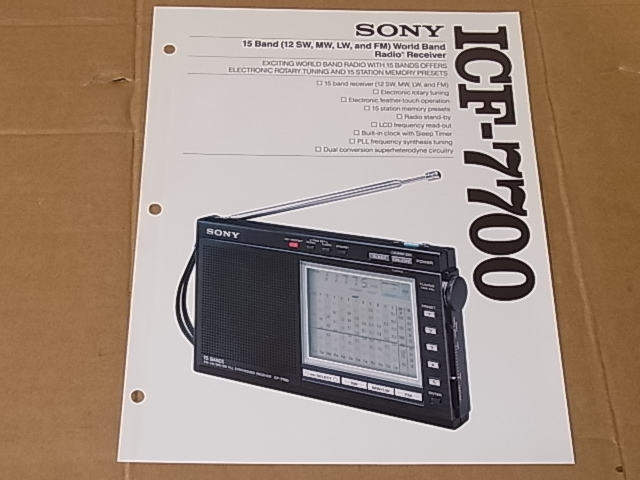 SONY
15 Band (12 SW, MW, LW, and FM) World Band
Radio* Receiver
EXCITING WORLD BAND RADIO WITH 15 BANDS OFFERS
ELECTRONIC ROTARY TUNING AND 15 STATION MEMORY PRESETS
☐ 15 band receiver (12 SW, MW, LW, and FM)
☐ Electronic rotary tuning
☐ Electronic feather-touch operation
☐ 15 station memory presets
☐ Radio stand-by
☐ LCD frequency read-out
☐ Built-in clock with Sleep Timer
☐ PLL frequency synthesis tuning
☐ Dual conversion superheterodyne circuitry
ICF-7700
SONY
POWER
15 BANDS
ENTER
FM